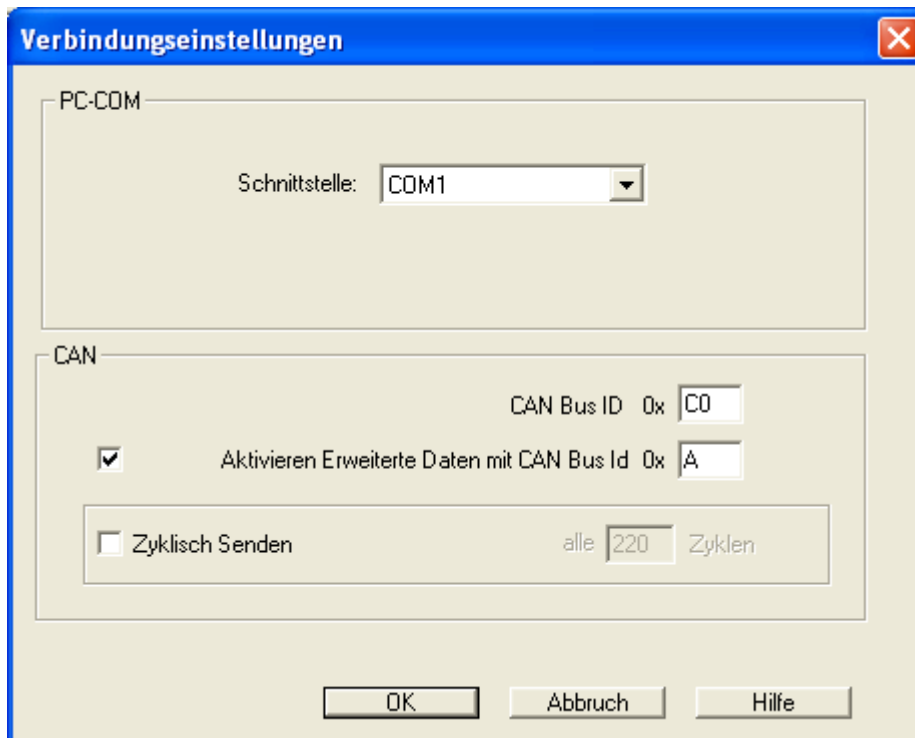 Verbindungseinstellungen
PC-COM
Schnittstelle: COM1
CAN
CAN Bus ID 0x C0
Aktivieren Erweiterte Daten mit CAN Bus Id 0x A
Zyklisch Senden alle 220 Zyklen
OK Abbruch Hilfe